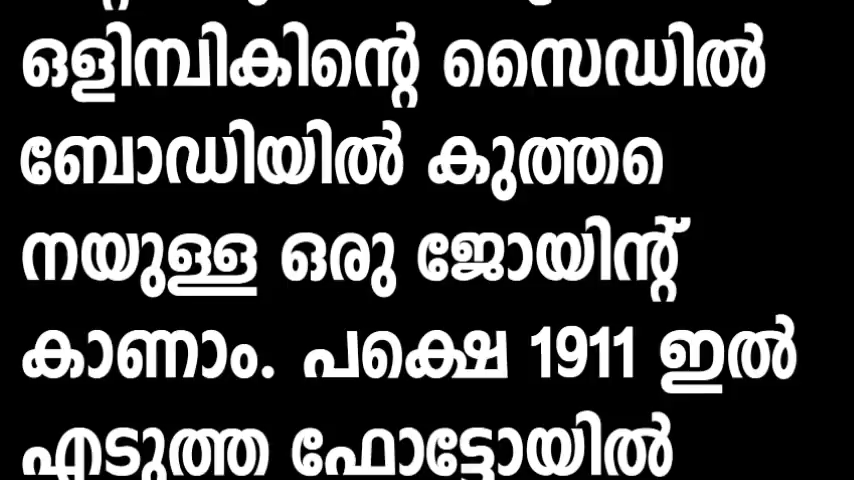 ഒളിമ്പികിന്റെ സൈഡിൽ
ബോഡിയിൽ കുത്തെ
നയുള്ള ഒരു ജോയിന്റ്
കാണാം. പക്ഷെ 1911 ഇൽ
എടുത്ത ഫോട്ടോയിൽ